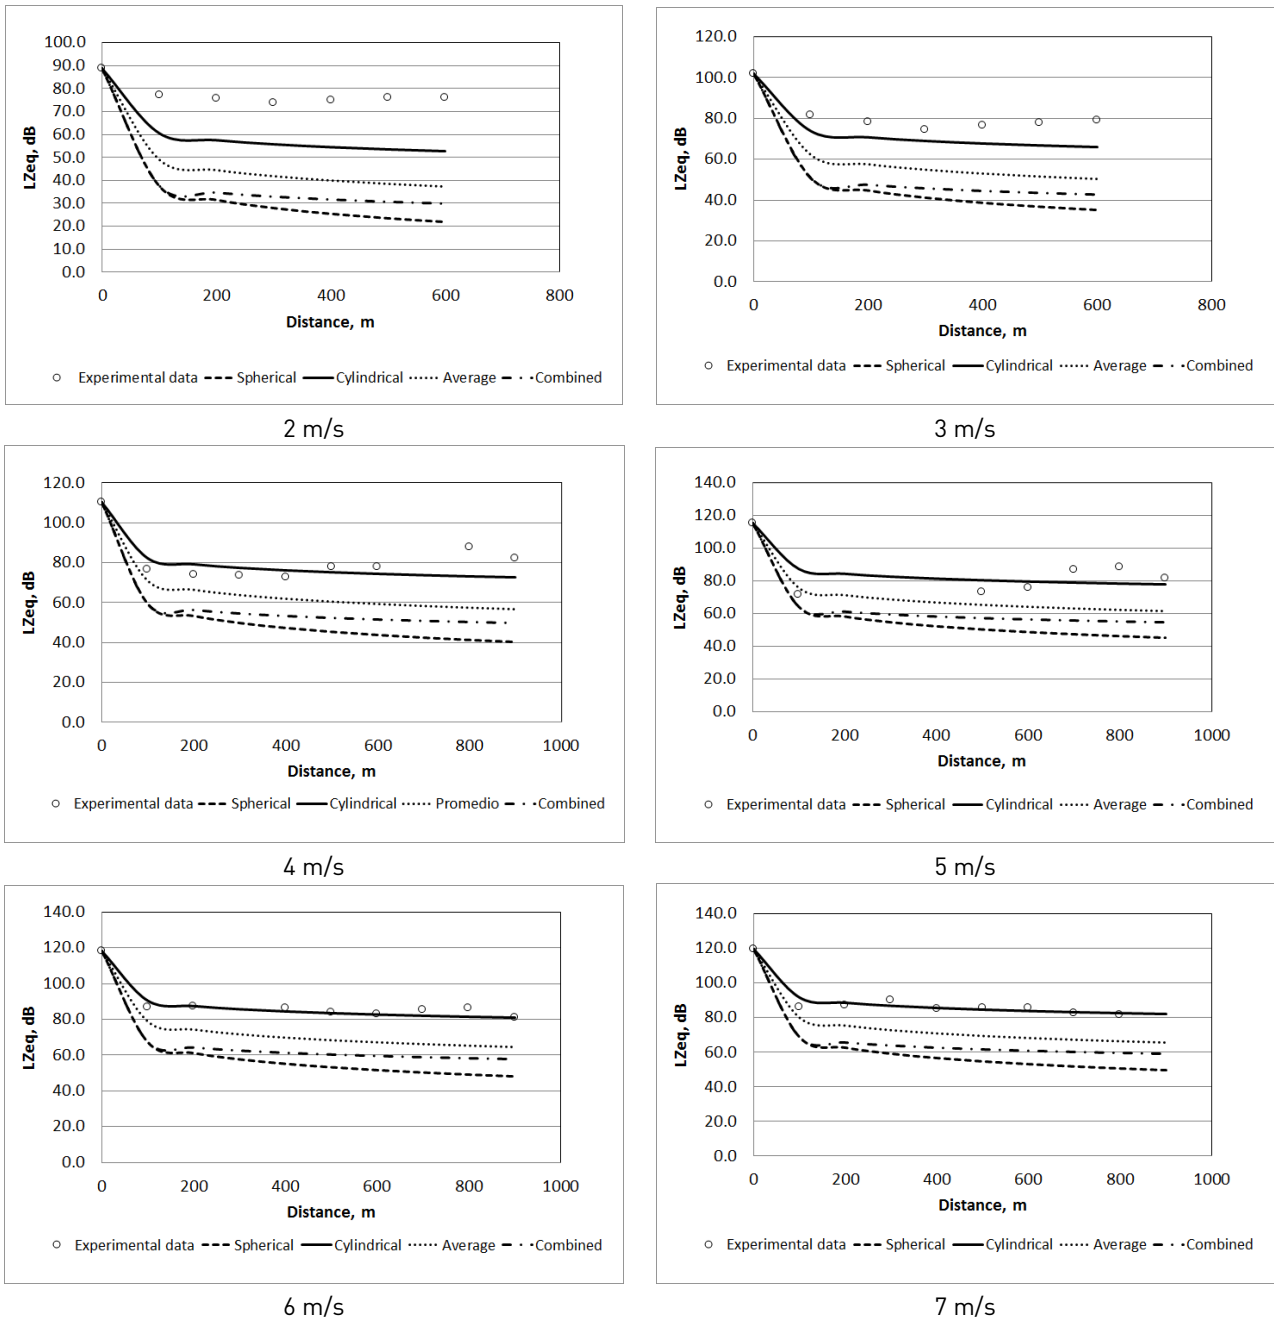 100.0
90.0
80.0
70.0
60.0
50.0
40.0
30.0
20.0
10.0
0.0
LZeq, dB
0 200 400 600 800
Distance, m
Experimental data Spherical Cylindrical Average Combined
2 m/s
120.0
100.0
80.0
60.0
40.0
20.0
0.0
LZeq, dB
0 200 400 600 800
Distance, m
Experimental data Spherical Cylindrical Average Combined
3 m/s
120.0
100.0
80.0
60.0
40.0
20.0
0.0
LZeq, dB
0 200 400 600 800 1000
Distance, m
Experimental data Spherical Cylindrical Promedio Combined
4 m/s
140.0
120.0
100.0
80.0
60.0
40.0
20.0
0.0
LZeq, dB
0 200 400 600 800 1000
Distance, m
Experimental data Spherical Cylindrical Average Combined
5 m/s
140.0
120.0
100.0
80.0
60.0
40.0
20.0
0.0
LZeq, dB
0 200 400 600 800 1000
Distance, m
Experimental data Spherical Cylindrical Average Combined
6 m/s
140.0
120.0
100.0
80.0
60.0
40.0
20.0
0.0
LZeq, dB
0 200 400 600 800 1000
Distance, m
Experimental data Spherical Cylindrical Average Combined
7 m/s